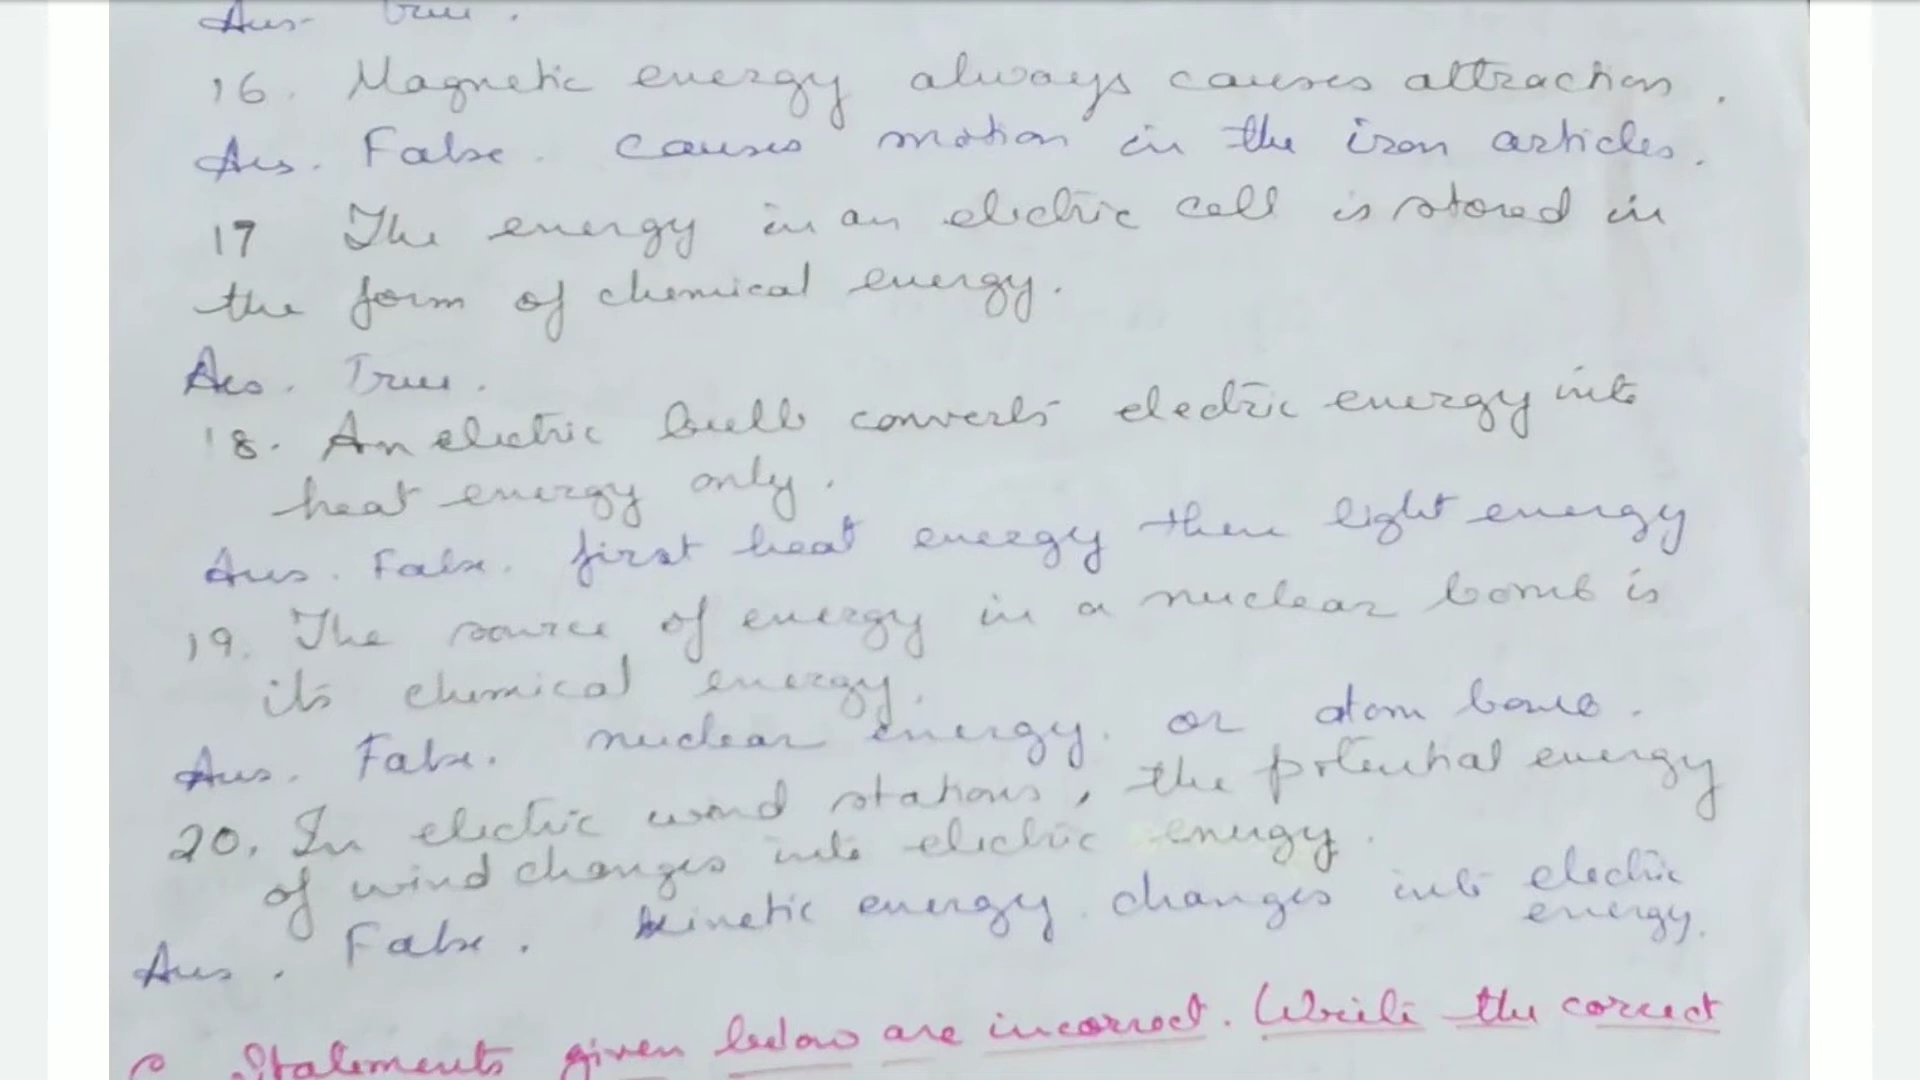 Ans- True.
16. Magnetic energy always causes attraction.
Ans. False. causes motion in the iron articles.
17 The energy in an electric cell is stored in
the form of chemical energy.
Ans. True.
18. An electric bulb converts electric energy into
heat energy only.
Ans. False. first heat energy then light energy
19. The source of energy in a nuclear bomb is
its chemical energy.
Ans. False. nuclear energy. or atom bomb.
20. In electric wind stations, the potential energy
of wind changes into electric energy.
Ans. False. kinetic energy changes into electric
energy.
Statements given below are incorrect. Write the correct